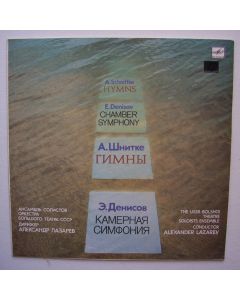 A.Schnittke
HYMNS
E.Denisov
CHAMBER
SYMPHONY
А.Шнитке
ГИМНЫ
Э.Денисов
КАМЕРНАЯ
СИМФОНИЯ
АНСАМБЛЬ СОЛИСТОВ
ОРКЕСТРА
БОЛЬШОГО ТЕАТРА СССР
ДИРИЖЕР
АЛЕКСАНДР ЛАЗАРЕВ
THE USSR BOLSHOI
THEATRE
SOLOISTS ENSEMBLE
CONDUCTOR
ALEXANDER LAZAREV